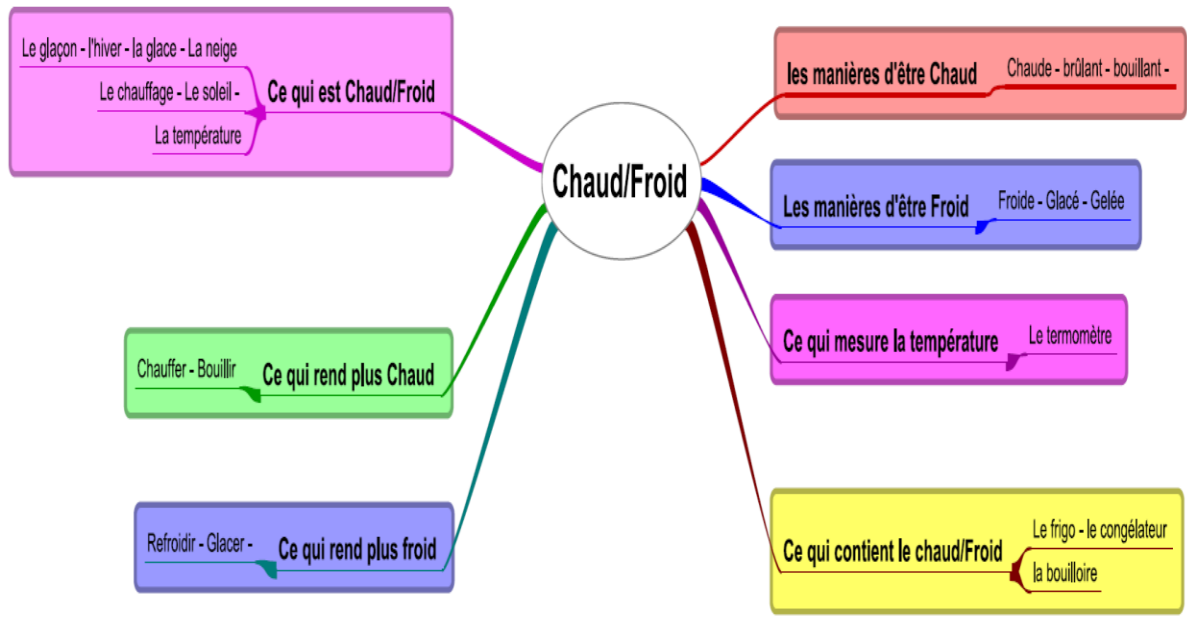 Chaud/Froid
Le glaçon - l'hiver - la glace - La neige
Le chauffage - Le soleil -
La température
Ce qui est Chaud/Froid
Chauffer - Bouillir
Ce qui rend plus Chaud
Refroidir - Glacer -
Ce qui rend plus froid
les manières d'être Chaud
Chaude - brûlant - bouillant -
Les manières d'être Froid
Froide - Glacé - Gelée
Ce qui mesure la température
Le termomètre
Ce qui contient le chaud/Froid
Le frigo - le congélateur
la bouilloire